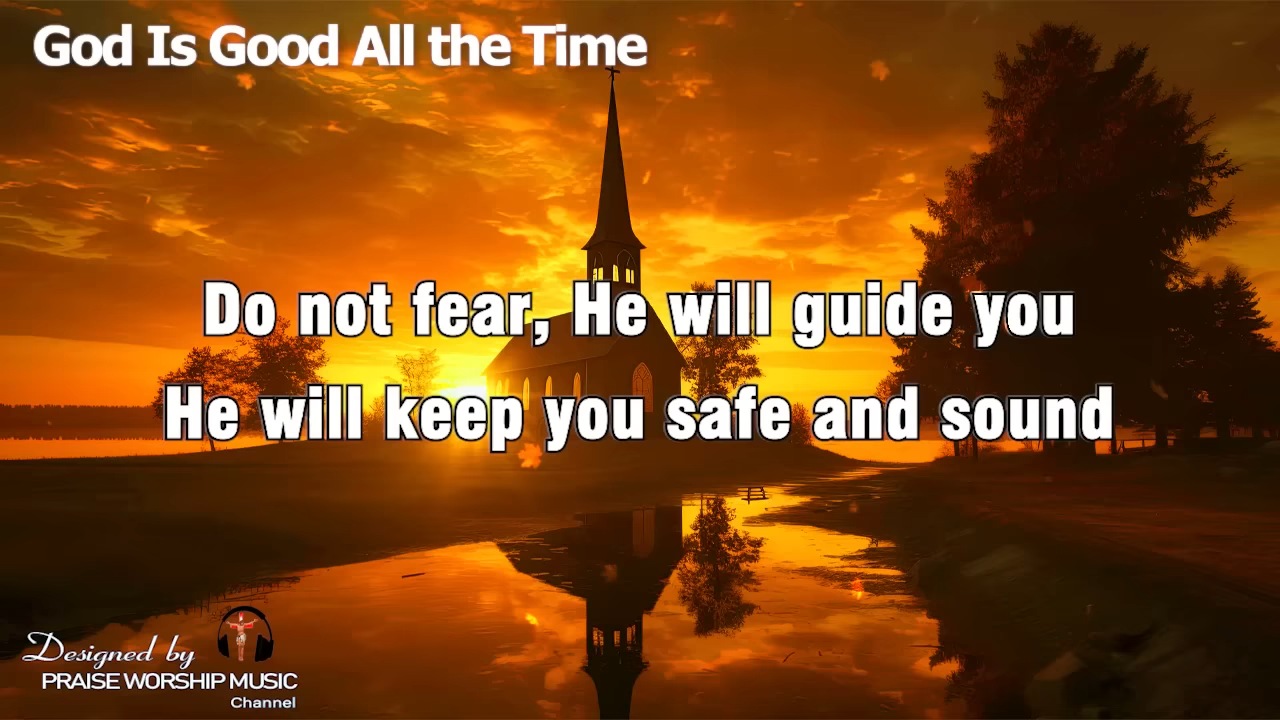 God Is Good All the Time
Do not fear, He will guide you
He will keep you safe and sound
Designed by
PRAISE WORSHIP MUSIC
Channel